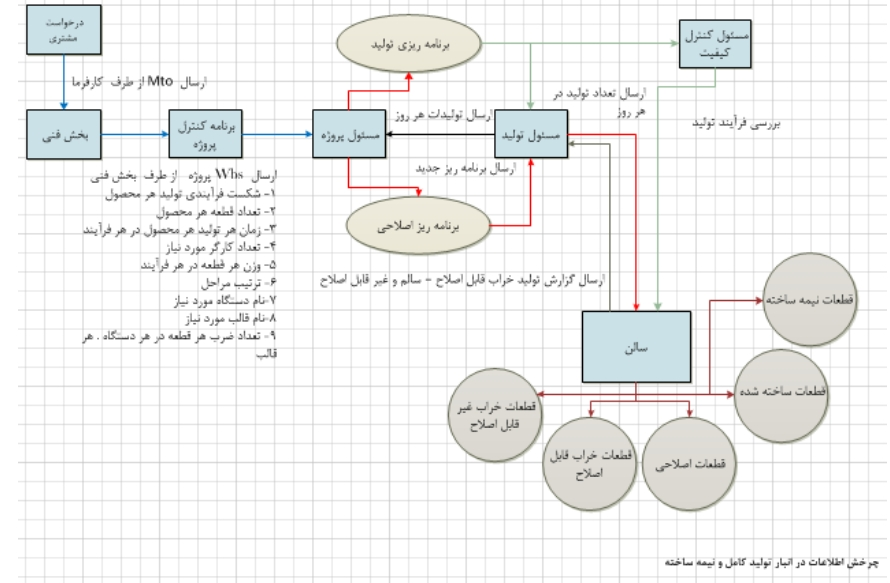 درخواست
مشتری
ارسال Mto از طرف کارفرما
بخش فنی
برنامه کنترل
پروژه
مسئول پروژه
برنامه ریزی تولید
مسئول کنترل
کیفیت
ارسال تعداد تولید در
هر روز
بررسی فرآیند تولید
ارسال تولیدات هر روز
مسئول تولید
ارسال برنامه ریز جدید
برنامه ریز اصلاحی
ارسال Wbs پروژه از طرف بخش فنی
۱- شکست فرآیندی تولید هر محصول
۲- تعداد قطعه هر محصول
۳- زمان هر تولید هر محصول در هر فرآیند
۴- تعداد کارگر مورد نیاز
۵- وزن هر قطعه در هر فرآیند
۶- ترتیب مراحل
۷-نام دستگاه مورد نیاز
۸-نام قالب مورد نیاز
۹- تعداد ضرب هر قطعه در هر دستگاه . هر
قالب
ارسال گزارش تولید خراب قابل اصلاح - سالم و غیر قابل اصلاح
سالن
قطعات نیمه ساخته
قطعات ساخته شده
قطعات خراب غیر
قابل اصلاح
قطعات خراب قابل
اصلاح
قطعات اصلاحی
چرخش اطلاعات در انبار تولید کامل و نیمه ساخته